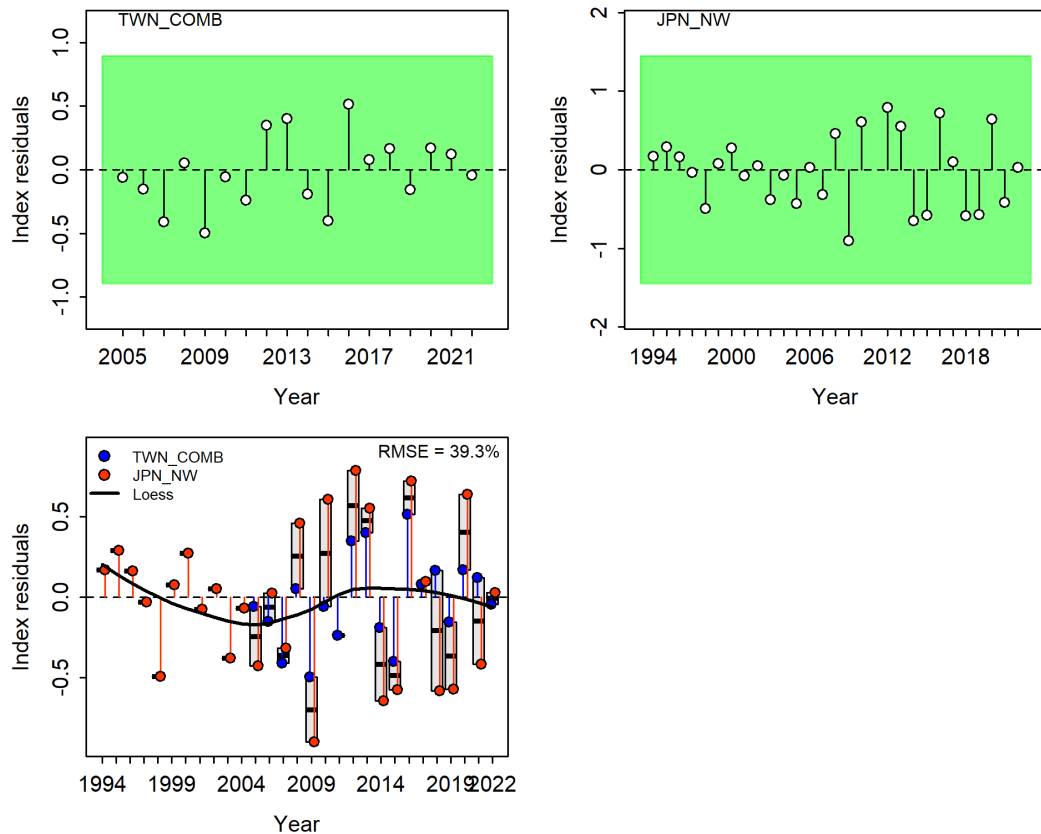 TWN_COMB
Index residuals
1.0
0.5
0.0
-0.5
-1.0
2005 2009 2013 2017 2021
Year
JPN_NW
Index residuals
2
1
0
-1
-2
1994 2000 2006 2012 2018
Year
TWN_COMB
JPN_NW
Loess
RMSE = 39.3%
Index residuals
0.5
0.0
-0.5
1994 1999 2004 2009 2014 2019 2022
Year